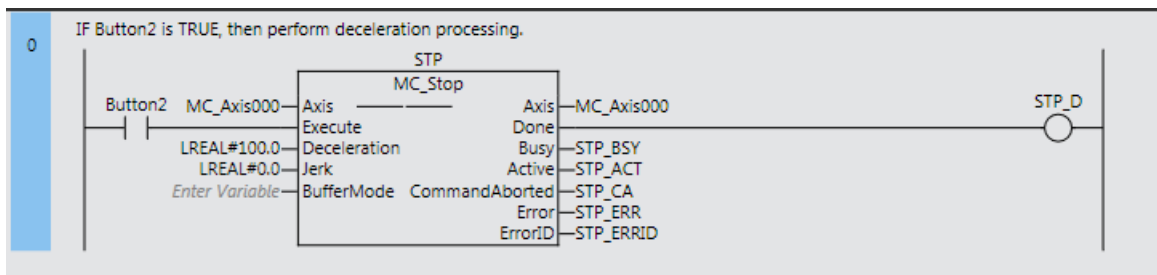 IF Button2 is TRUE, then perform deceleration processing.
0
STP
MC_Stop
Button2 MC_Axis000 Axis Axis MC_Axis000 STP_D
Execute Done
LREAL#100.0 Deceleration Busy STP_BSY
LREAL#0.0 Jerk Active STP_ACT
Enter Variable BufferMode CommandAborted STP_CA
Error STP_ERR
ErrorID STP_ERRID